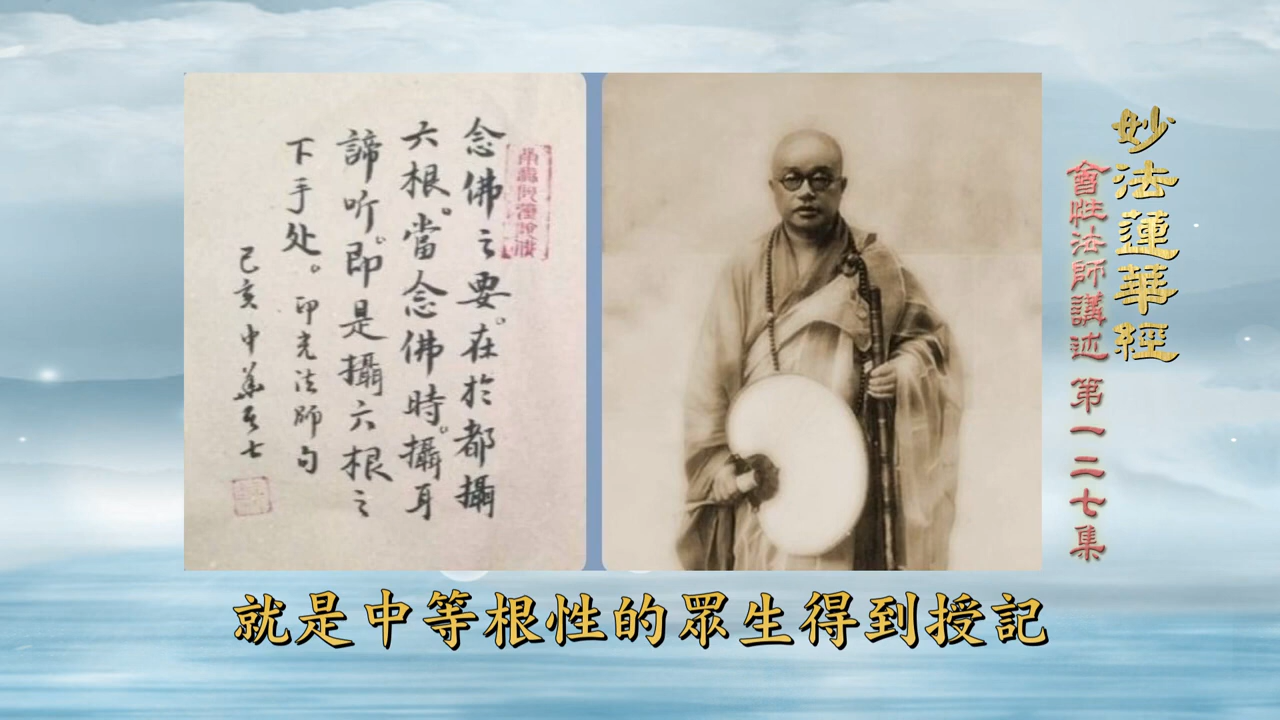 妙法蓮華經
會性法師講述 第一二七集
念佛之要。在於都攝
六根。當念佛時。攝耳
諦听。即是攝六根之
下手处。印光法師句
己亥中
就是中等根性的眾生得到授記